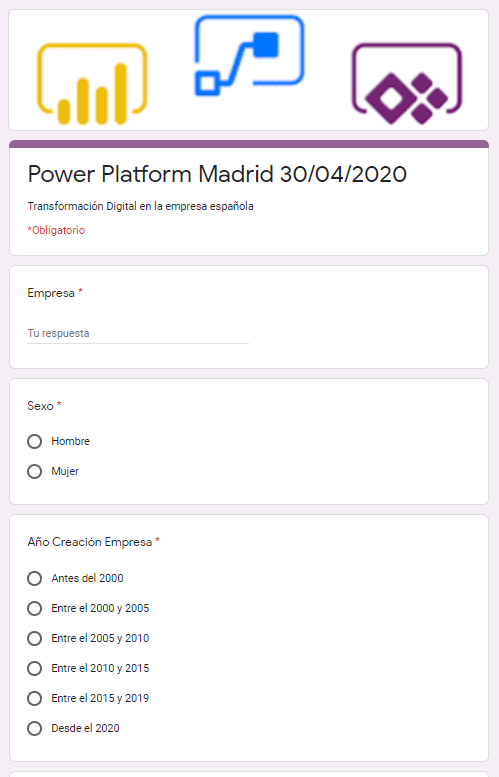 Power Platform Madrid 30/04/2020
Transformación Digital en la empresa española
*Obligatorio
Empresa *
Tu respuesta
Sexo *
Hombre
Mujer
Año Creación Empresa *
Antes del 2000
Entre el 2000 y 2005
Entre el 2005 y 2010
Entre el 2010 y 2015
Entre el 2015 y 2019
Desde el 2020